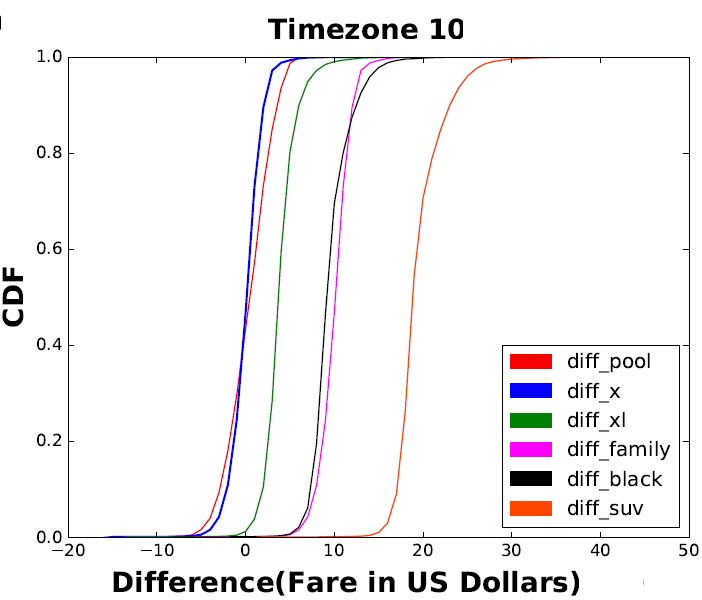 Timezone 10
1.0
0.8
0.6
0.4
0.2
0.0
CDF
diff_pool
diff_x
diff_xl
diff_family
diff_black
diff_suv
−20 −10 0 10 20 30 40 50
Difference(Fare in US Dollars)